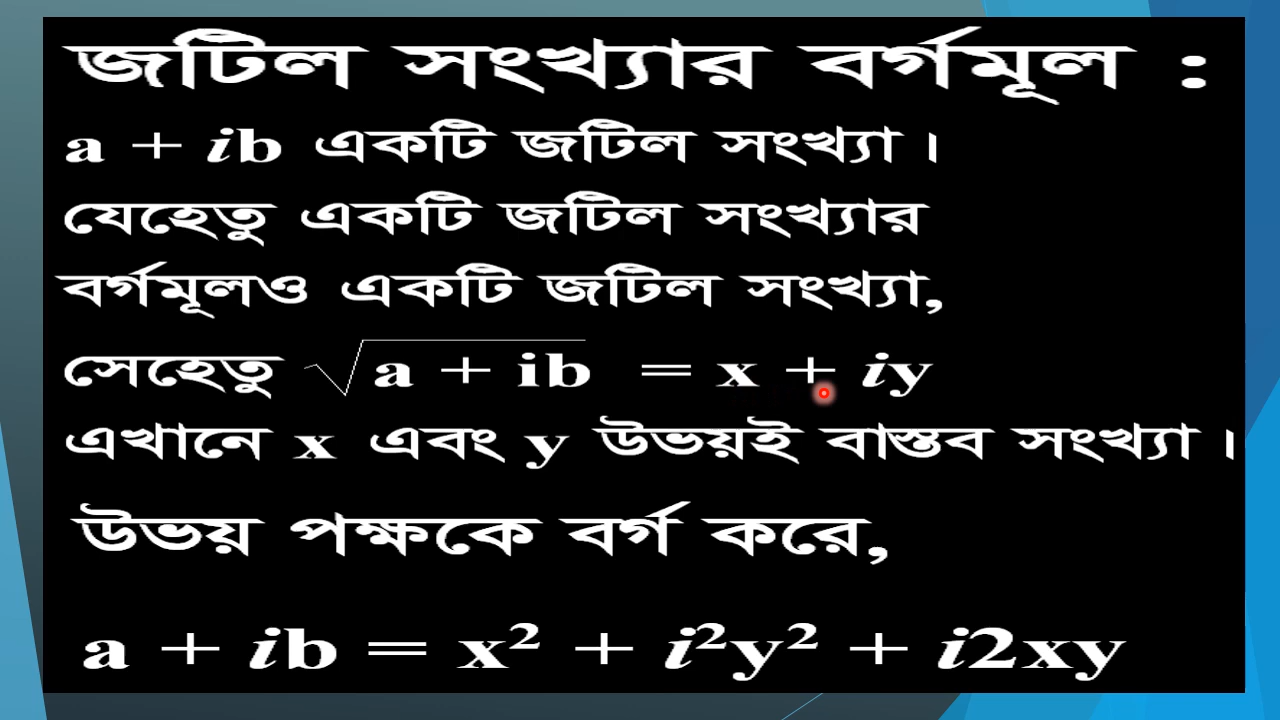 জটিল সংখ্যার বর্গমূল :
a + ib একটি জটিল সংখ্যা।
যেহেতু একটি জটিল সংখ্যার
বর্গমূলও একটি জটিল সংখ্যা,
সেহেতু √a + ib = x + iy
এখানে x এবং y উভয়ই বাস্তব সংখ্যা।
উভয় পক্ষকে বর্গ করে,
a + ib = x² + i²y² + i2xy